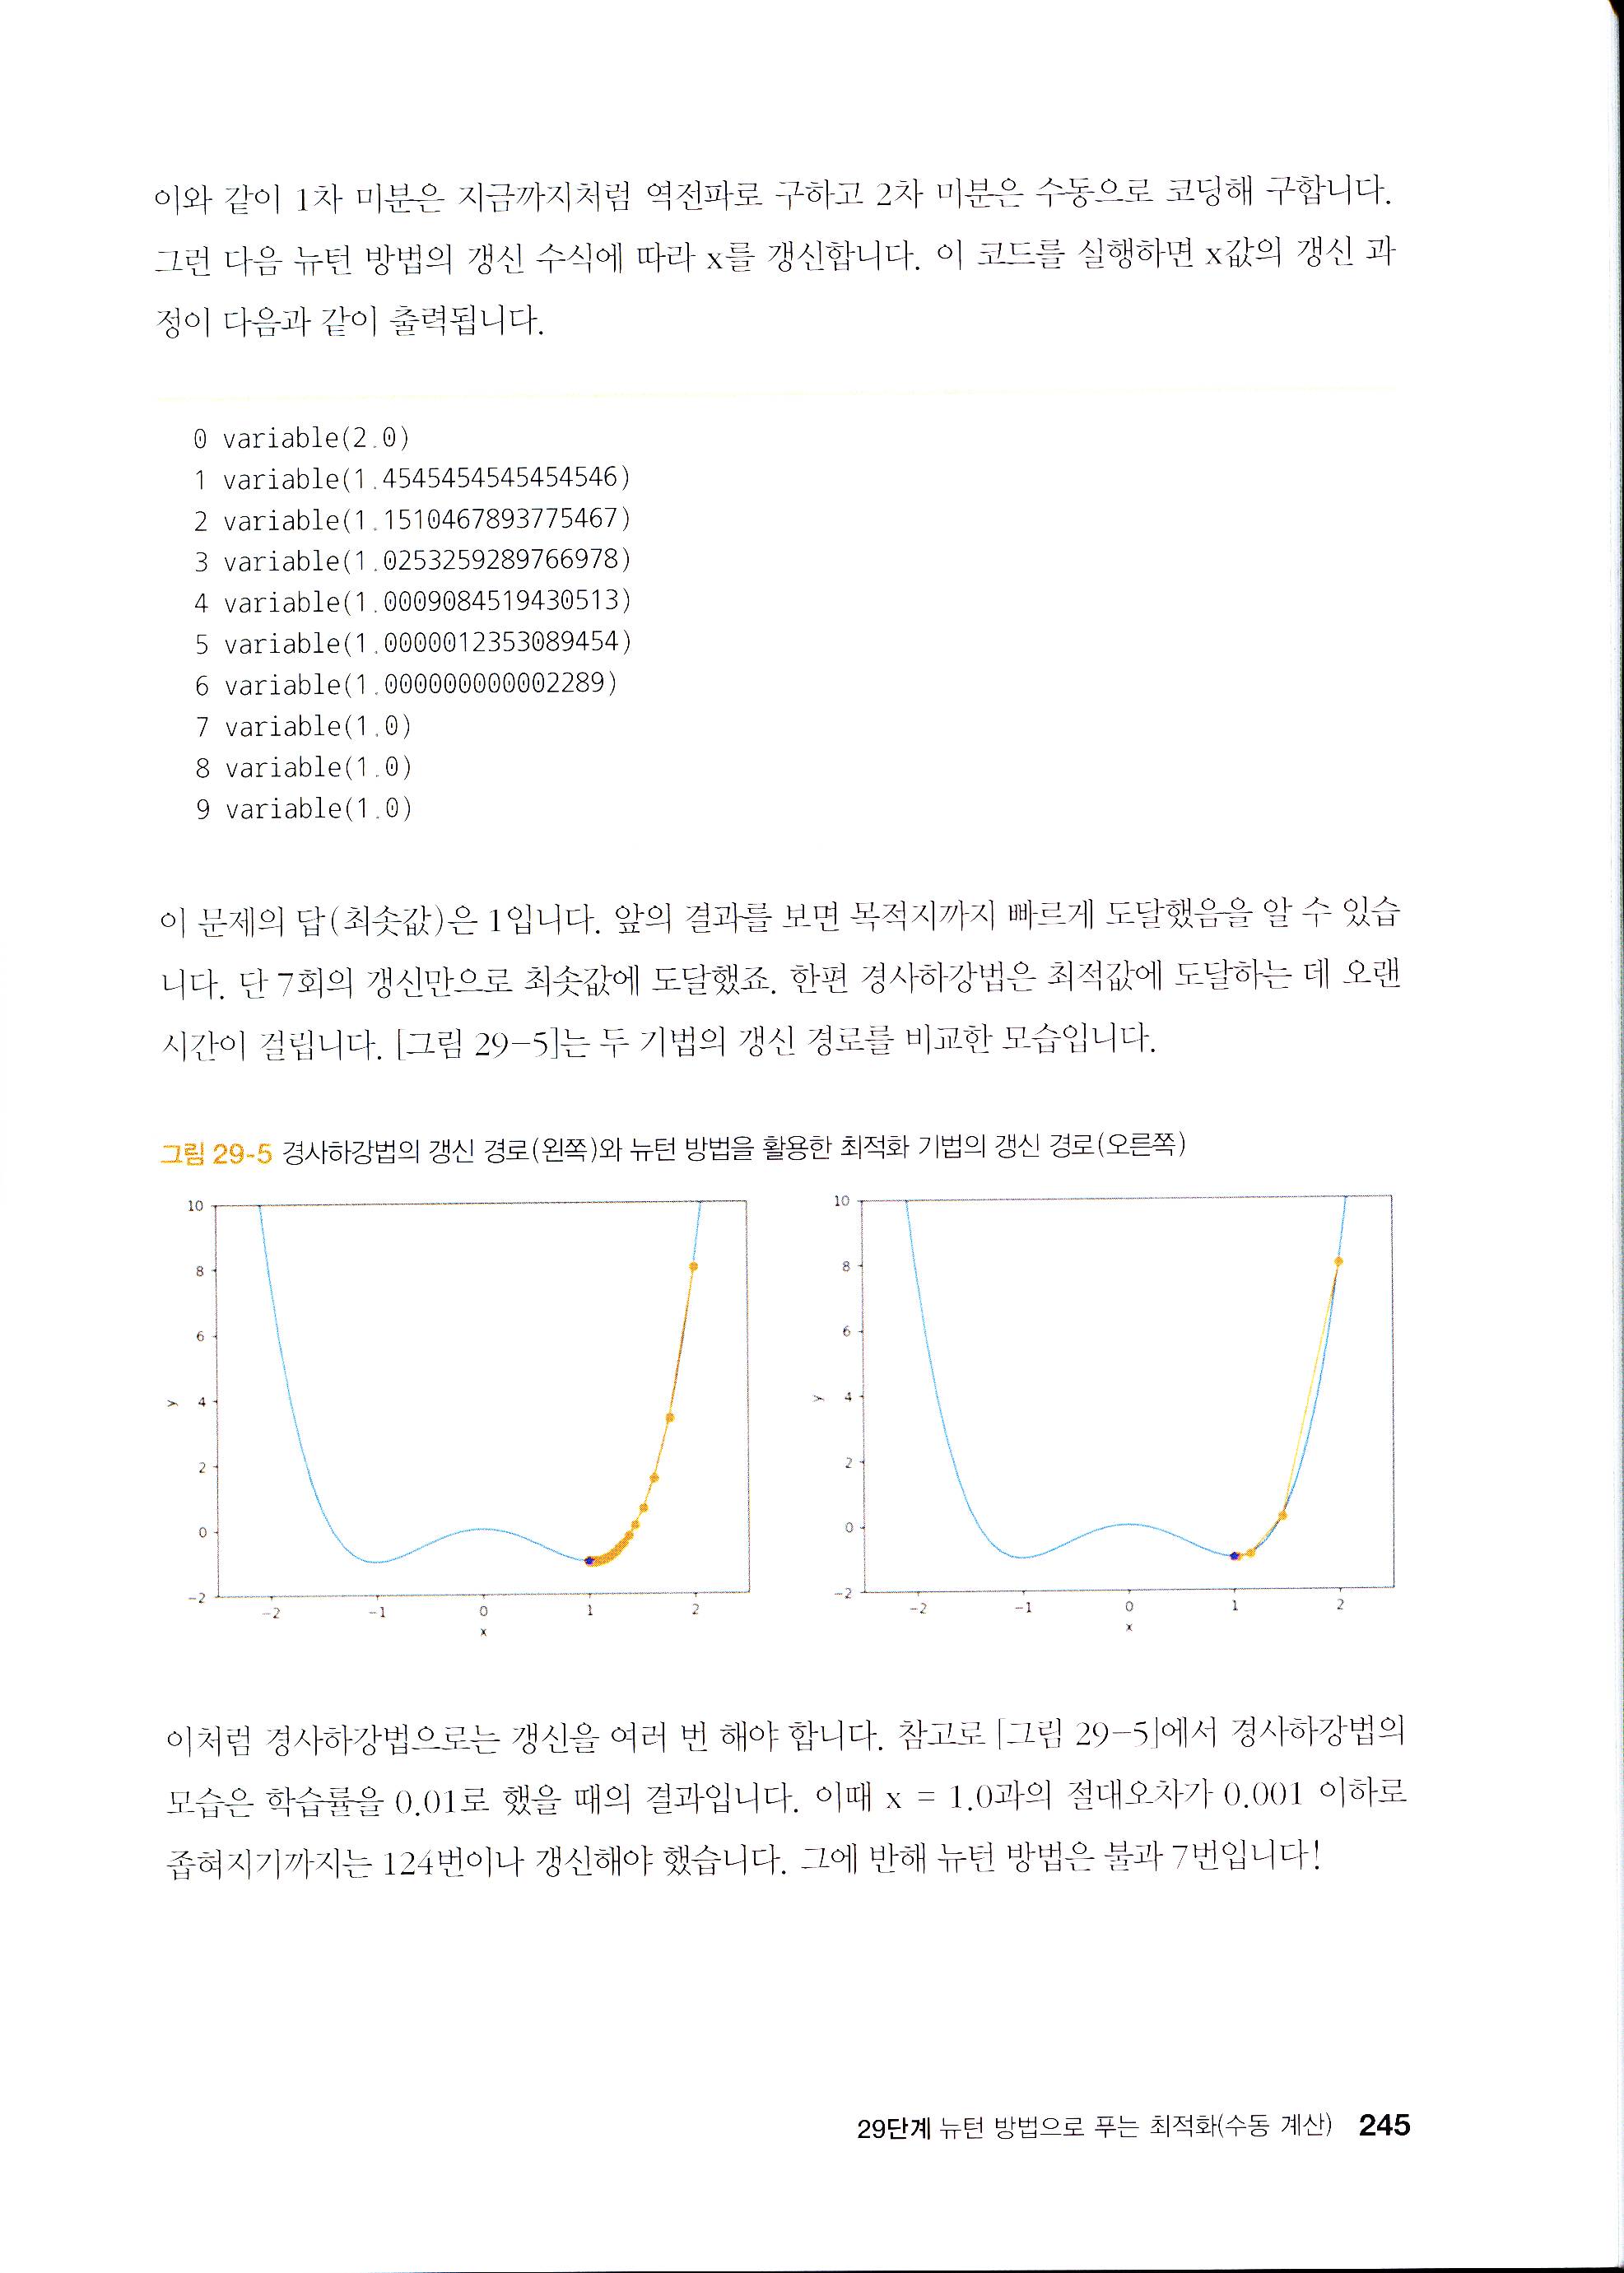 이와 같이 1차 미분은 지금까지처럼 역전파로 구하고 2차 미분은 수동으로 코딩해 구합니다.
그런 다음 뉴턴 방법의 갱신 수식에 따라 x를 갱신합니다. 이 코드를 실행하면 x값의 갱신 과
정이 다음과 같이 출력됩니다.
0 variable(2.0)
1 variable(1.4545454545454546)
2 variable(1.1510467893775467)
3 variable(1.0253259289766978)
4 variable(1.0009084519430513)
5 variable(1.0000012353089454)
6 variable(1.000000000002289)
7 variable(1.0)
8 variable(1.0)
9 variable(1.0)
이 문제의 답(최솟값)은 1입니다. 앞의 결과를 보면 목적지까지 빠르게 도달했음을 알 수 있습
니다. 단 7회의 갱신만으로 최솟값에 도달했죠. 한편 경사하강법은 최적값에 도달하는 데 오랜
시간이 걸립니다. [그림 29-5]는 두 기법의 갱신 경로를 비교한 모습입니다.
그림 29-5 경사하강법의 갱신 경로(왼쪽)와 뉴턴 방법을 활용한 최적화 기법의 갱신 경로(오른쪽)
10
8
6
y 4
2
0
-2
-2 -1 0 1 2
x
10
8
6
y 4
2
0
-2
-2 -1 0 1 2
x
이처럼 경사하강법으로는 갱신을 여러 번 해야 합니다. 참고로 [그림 29-5]에서 경사하강법의
모습은 학습률을 0.01로 했을 때의 결과입니다. 이때 x = 1.0과의 절대오차가 0.001 이하로
좁혀지기까지는 124번이나 갱신해야 했습니다. 그에 반해 뉴턴 방법은 불과 7번입니다!
29단계 뉴턴 방법으로 푸는 최적화(수동 계산) 245